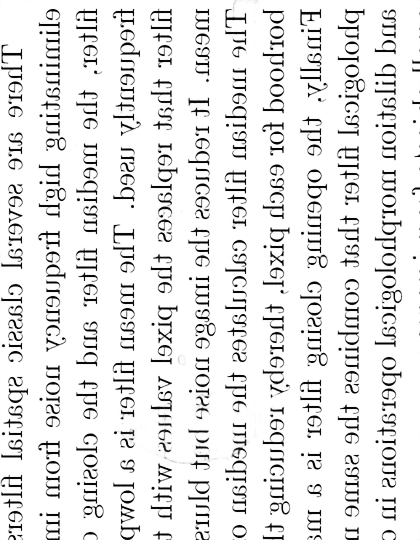 There are several classic spatial filters
eliminating high frequency noise from im
filter, the median filter and the closing
frequently used. The mean filter is a lowp
filter that replaces the pixel values with t
mean. It reduces the image noise but blurs
The median filter calculates the median o
borhood for each pixel, thereby reducing
Finally, the opening closing filter is a ma
phological filter that combines the same
and dilation morphological operations in